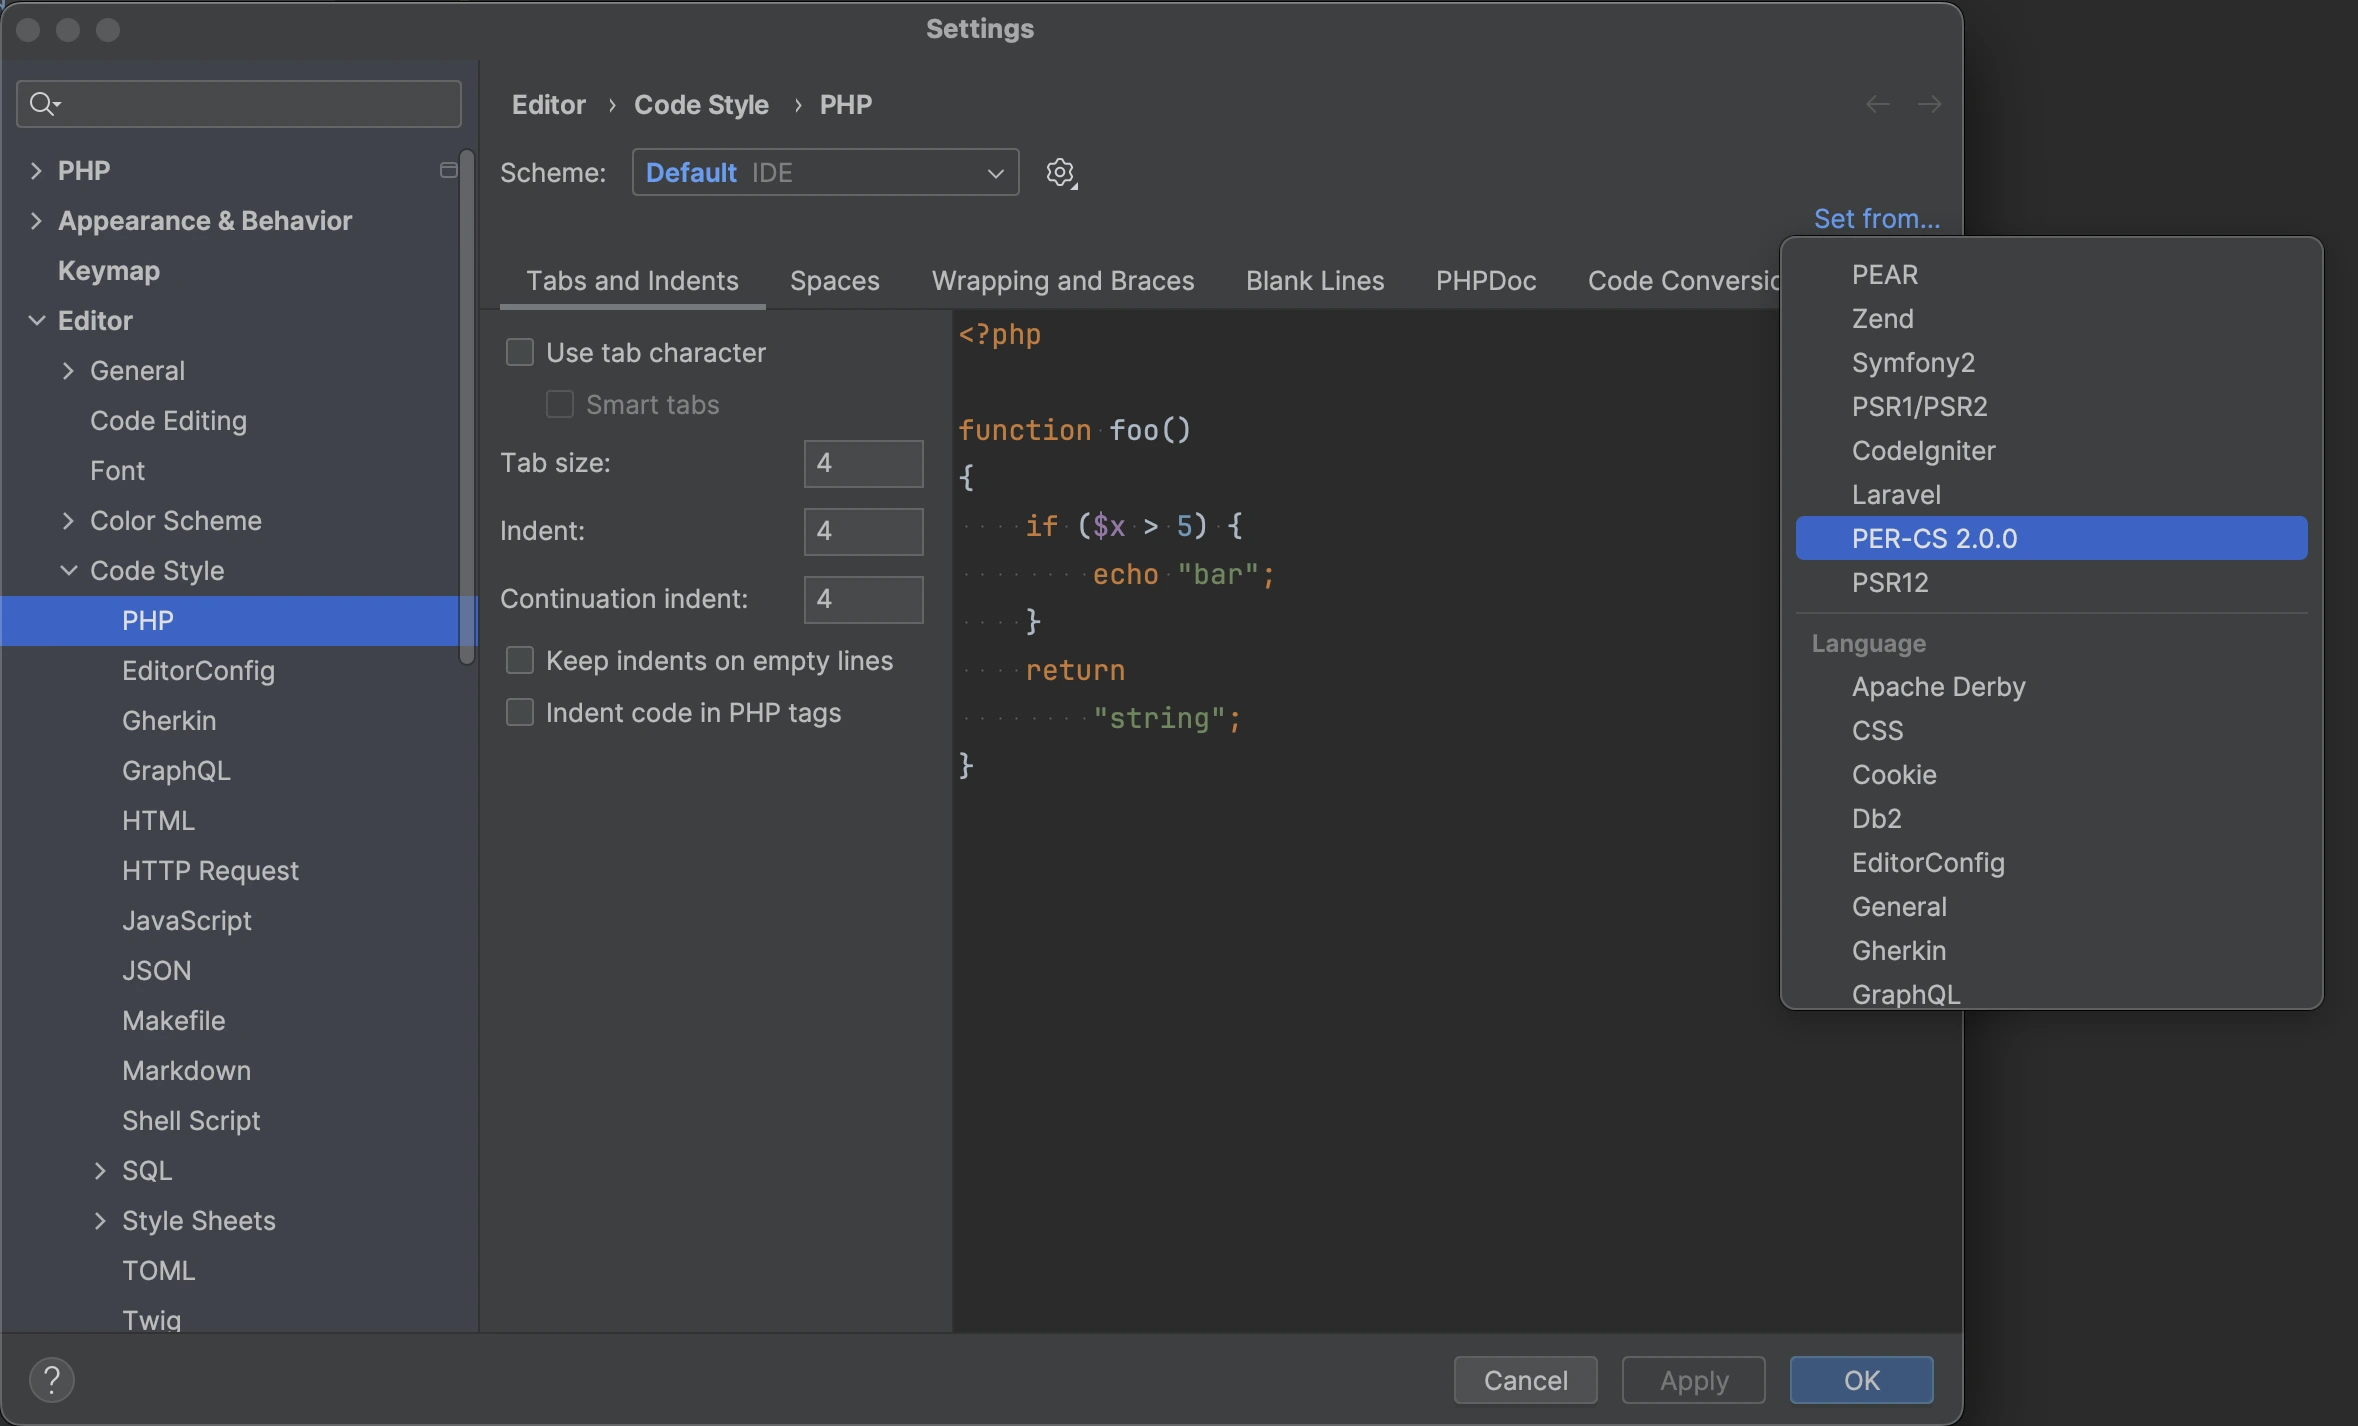 Settings
PHP
Appearance & Behavior
Keymap
Editor
General
Code Editing
Font
Color Scheme
Code Style
PHP
EditorConfig
Gherkin
GraphQL
HTML
HTTP Request
JavaScript
JSON
Makefile
Markdown
Shell Script
SQL
Style Sheets
TOML
Twig
Editor › Code Style › PHP
Scheme: Default IDE
Set from...
Tabs and Indents Spaces Wrapping and Braces Blank Lines PHPDoc Code Conversio
Use tab character
Smart tabs
Tab size: 4
Indent: 4
Continuation indent: 4
Keep indents on empty lines
Indent code in PHP tags
<?php
function foo()
{
if ($x > 5) {
echo "bar";
}
return
"string";
}
PEAR
Zend
Symfony2
PSR1/PSR2
CodeIgniter
Laravel
PER-CS 2.0.0
PSR12
Language
Apache Derby
CSS
Cookie
Db2
EditorConfig
General
Gherkin
GraphQL
?
Cancel Apply OK